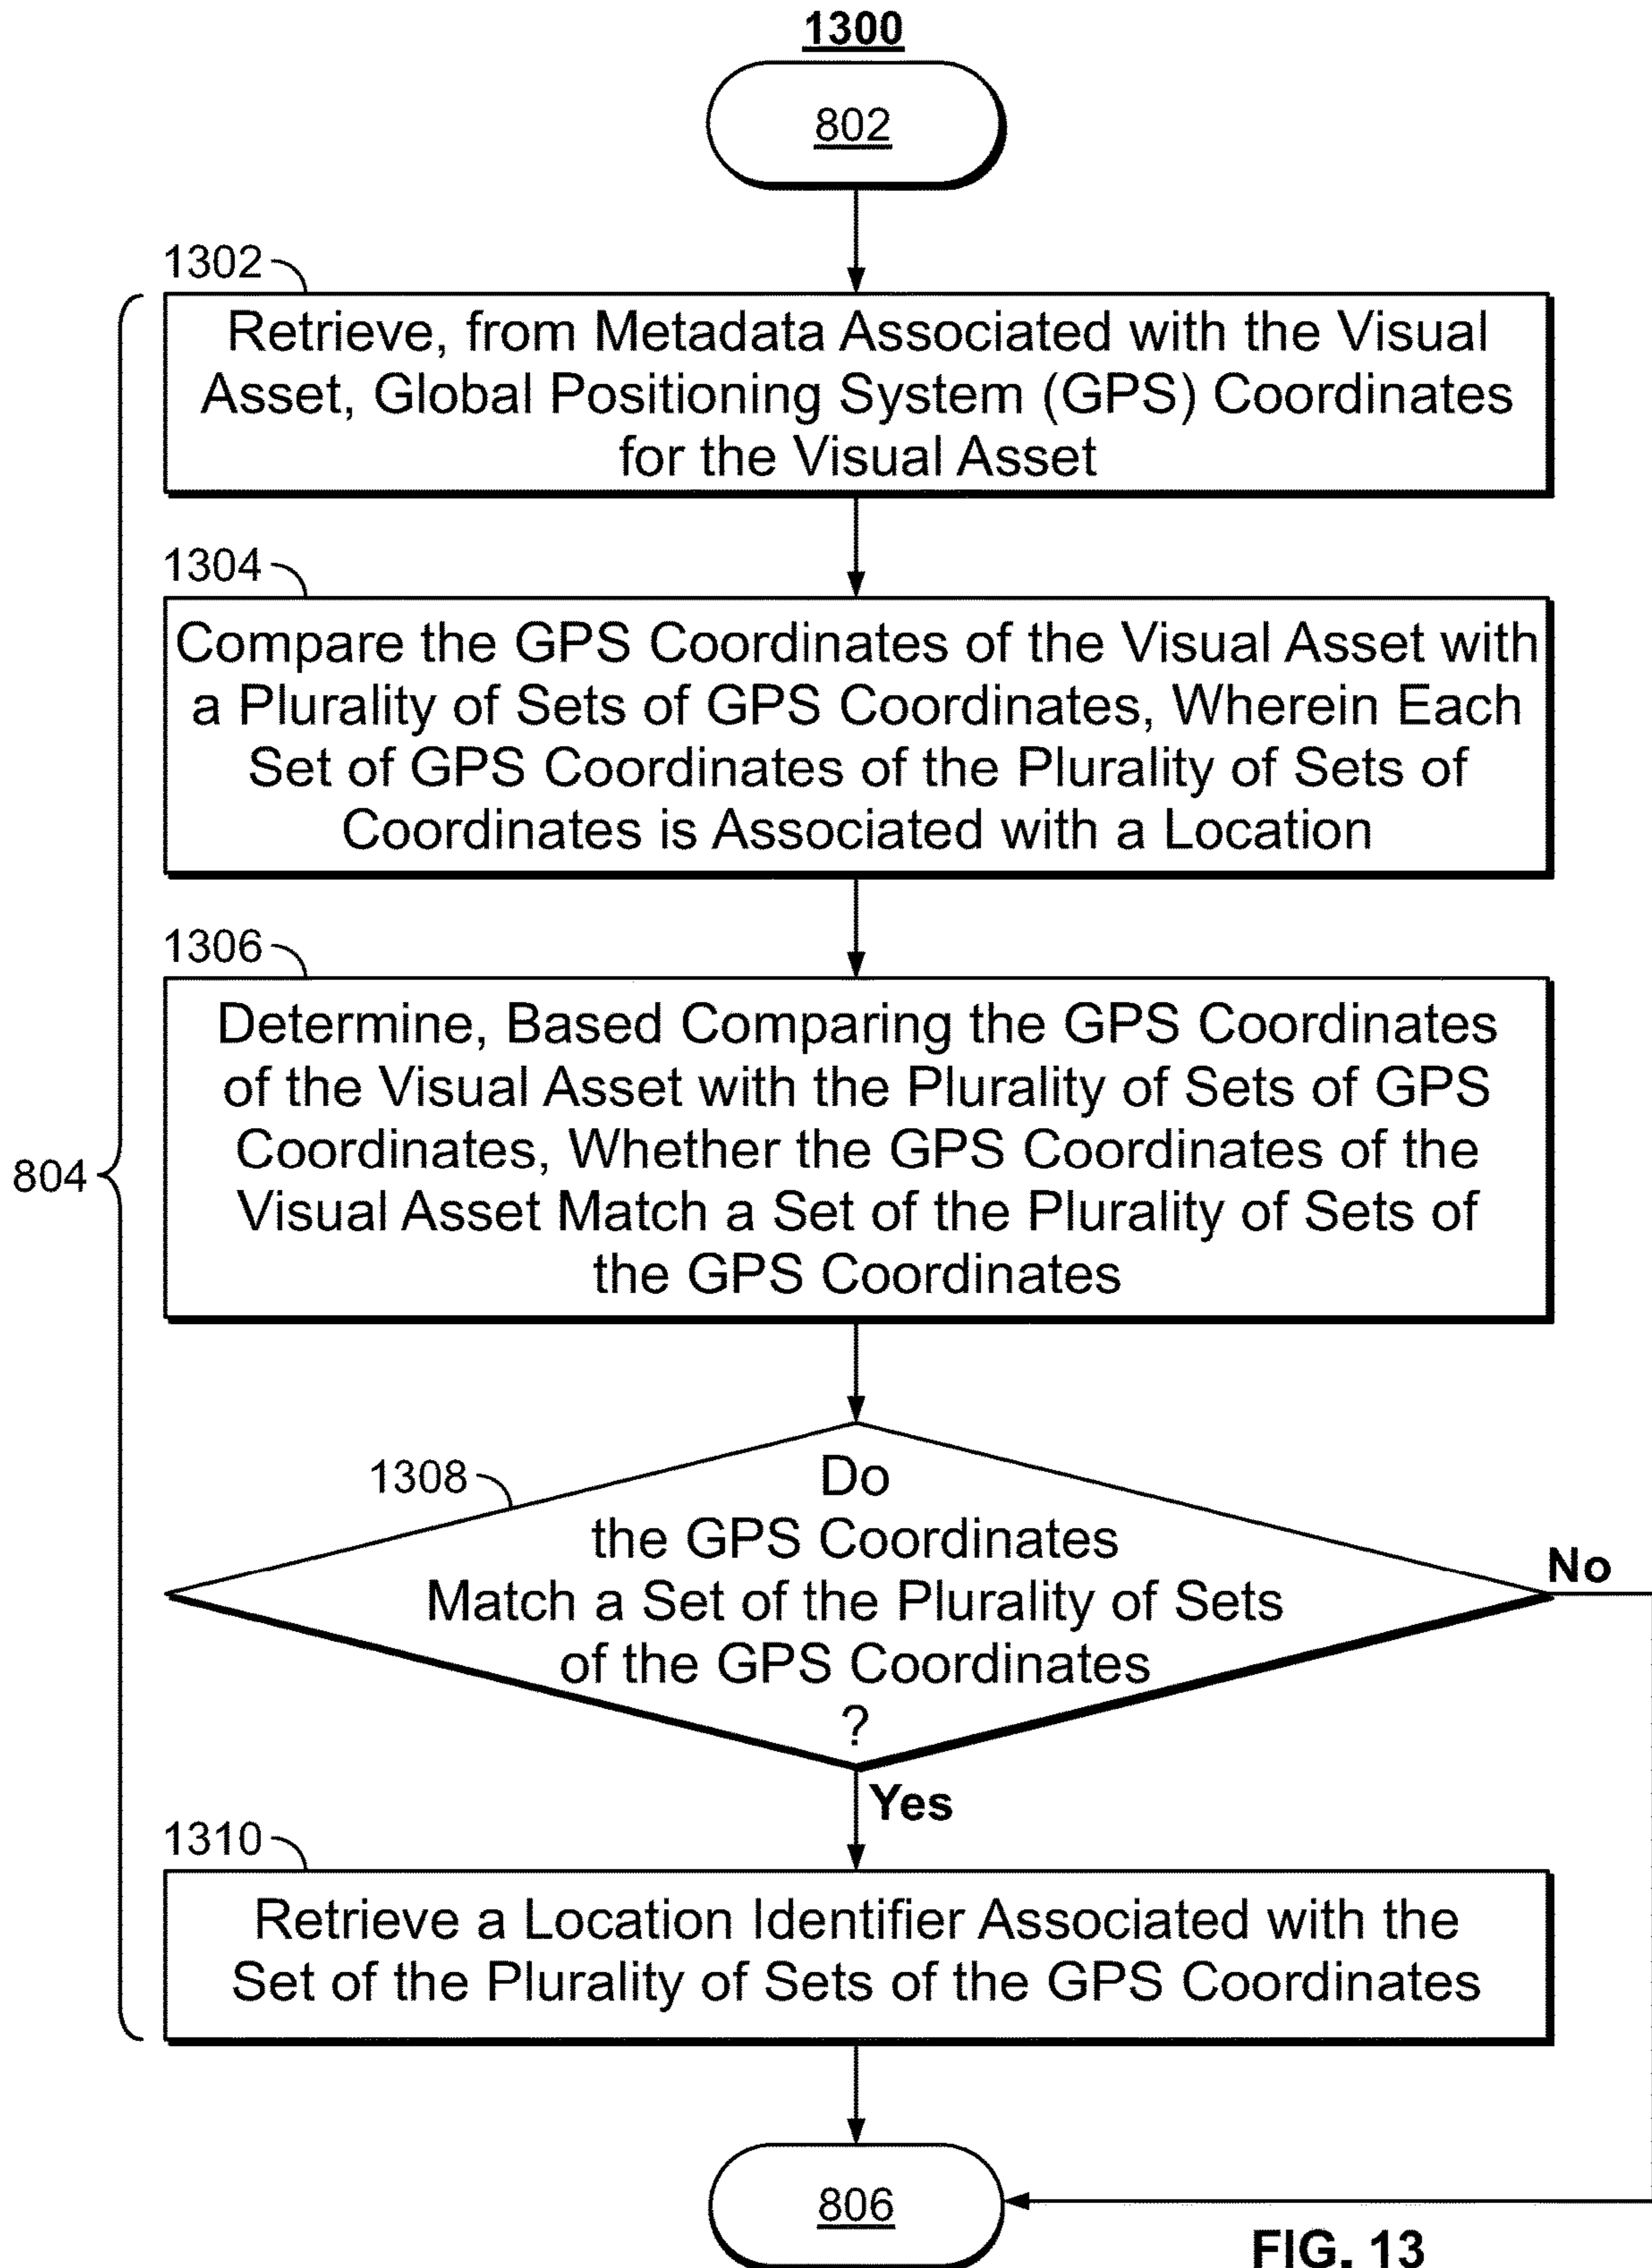 1300
802
1302
Retrieve, from Metadata Associated with the Visual
Asset, Global Positioning System (GPS) Coordinates
for the Visual Asset
1304
Compare the GPS Coordinates of the Visual Asset with
a Plurality of Sets of GPS Coordinates, Wherein Each
Set of GPS Coordinates of the Plurality of Sets of
Coordinates is Associated with a Location
1306
Determine, Based Comparing the GPS Coordinates
of the Visual Asset with the Plurality of Sets of GPS
Coordinates, Whether the GPS Coordinates of the
Visual Asset Match a Set of the Plurality of Sets of
the GPS Coordinates
804
1308
Do
the GPS Coordinates
Match a Set of the Plurality of Sets
of the GPS Coordinates
?
No
Yes
1310
Retrieve a Location Identifier Associated with the
Set of the Plurality of Sets of the GPS Coordinates
806
FIG. 13